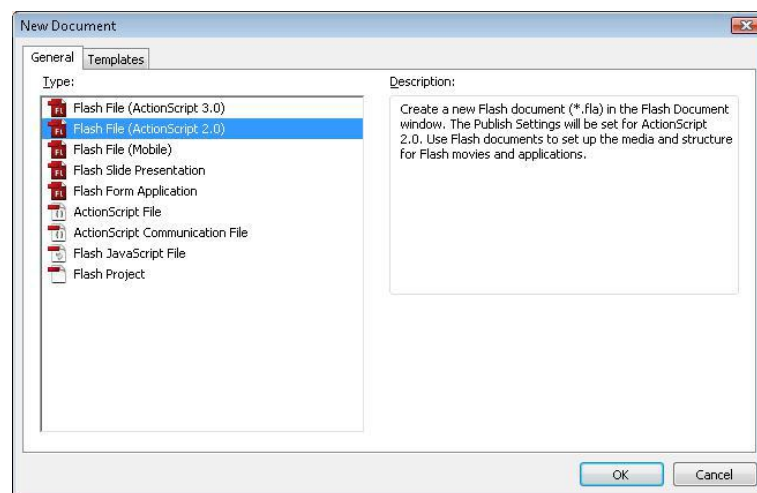 New Document
General
Templates
Type:
Flash File (ActionScript 3.0)
Flash File (ActionScript 2.0)
Flash File (Mobile)
Flash Slide Presentation
Flash Form Application
ActionScript File
ActionScript Communication File
Flash JavaScript File
Flash Project
Description:
Create a new Flash document (*.fla) in the Flash Document
window. The Publish Settings will be set for ActionScript
2.0. Use Flash documents to set up the media and structure
for Flash movies and applications.
OK
Cancel